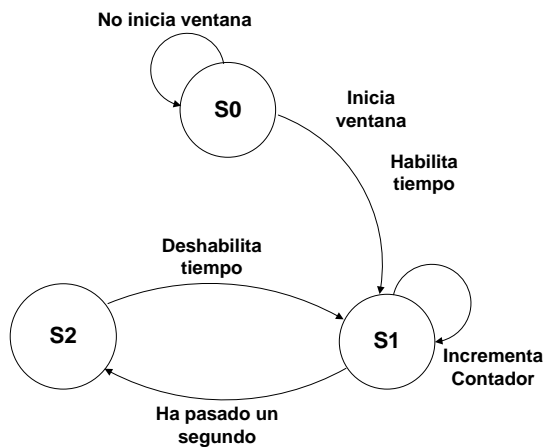 No inicia ventana
S0
Inicia
ventana
Habilita
tiempo
Deshabilita
tiempo
S2
S1
Incrementa
Contador
Ha pasado un
segundo